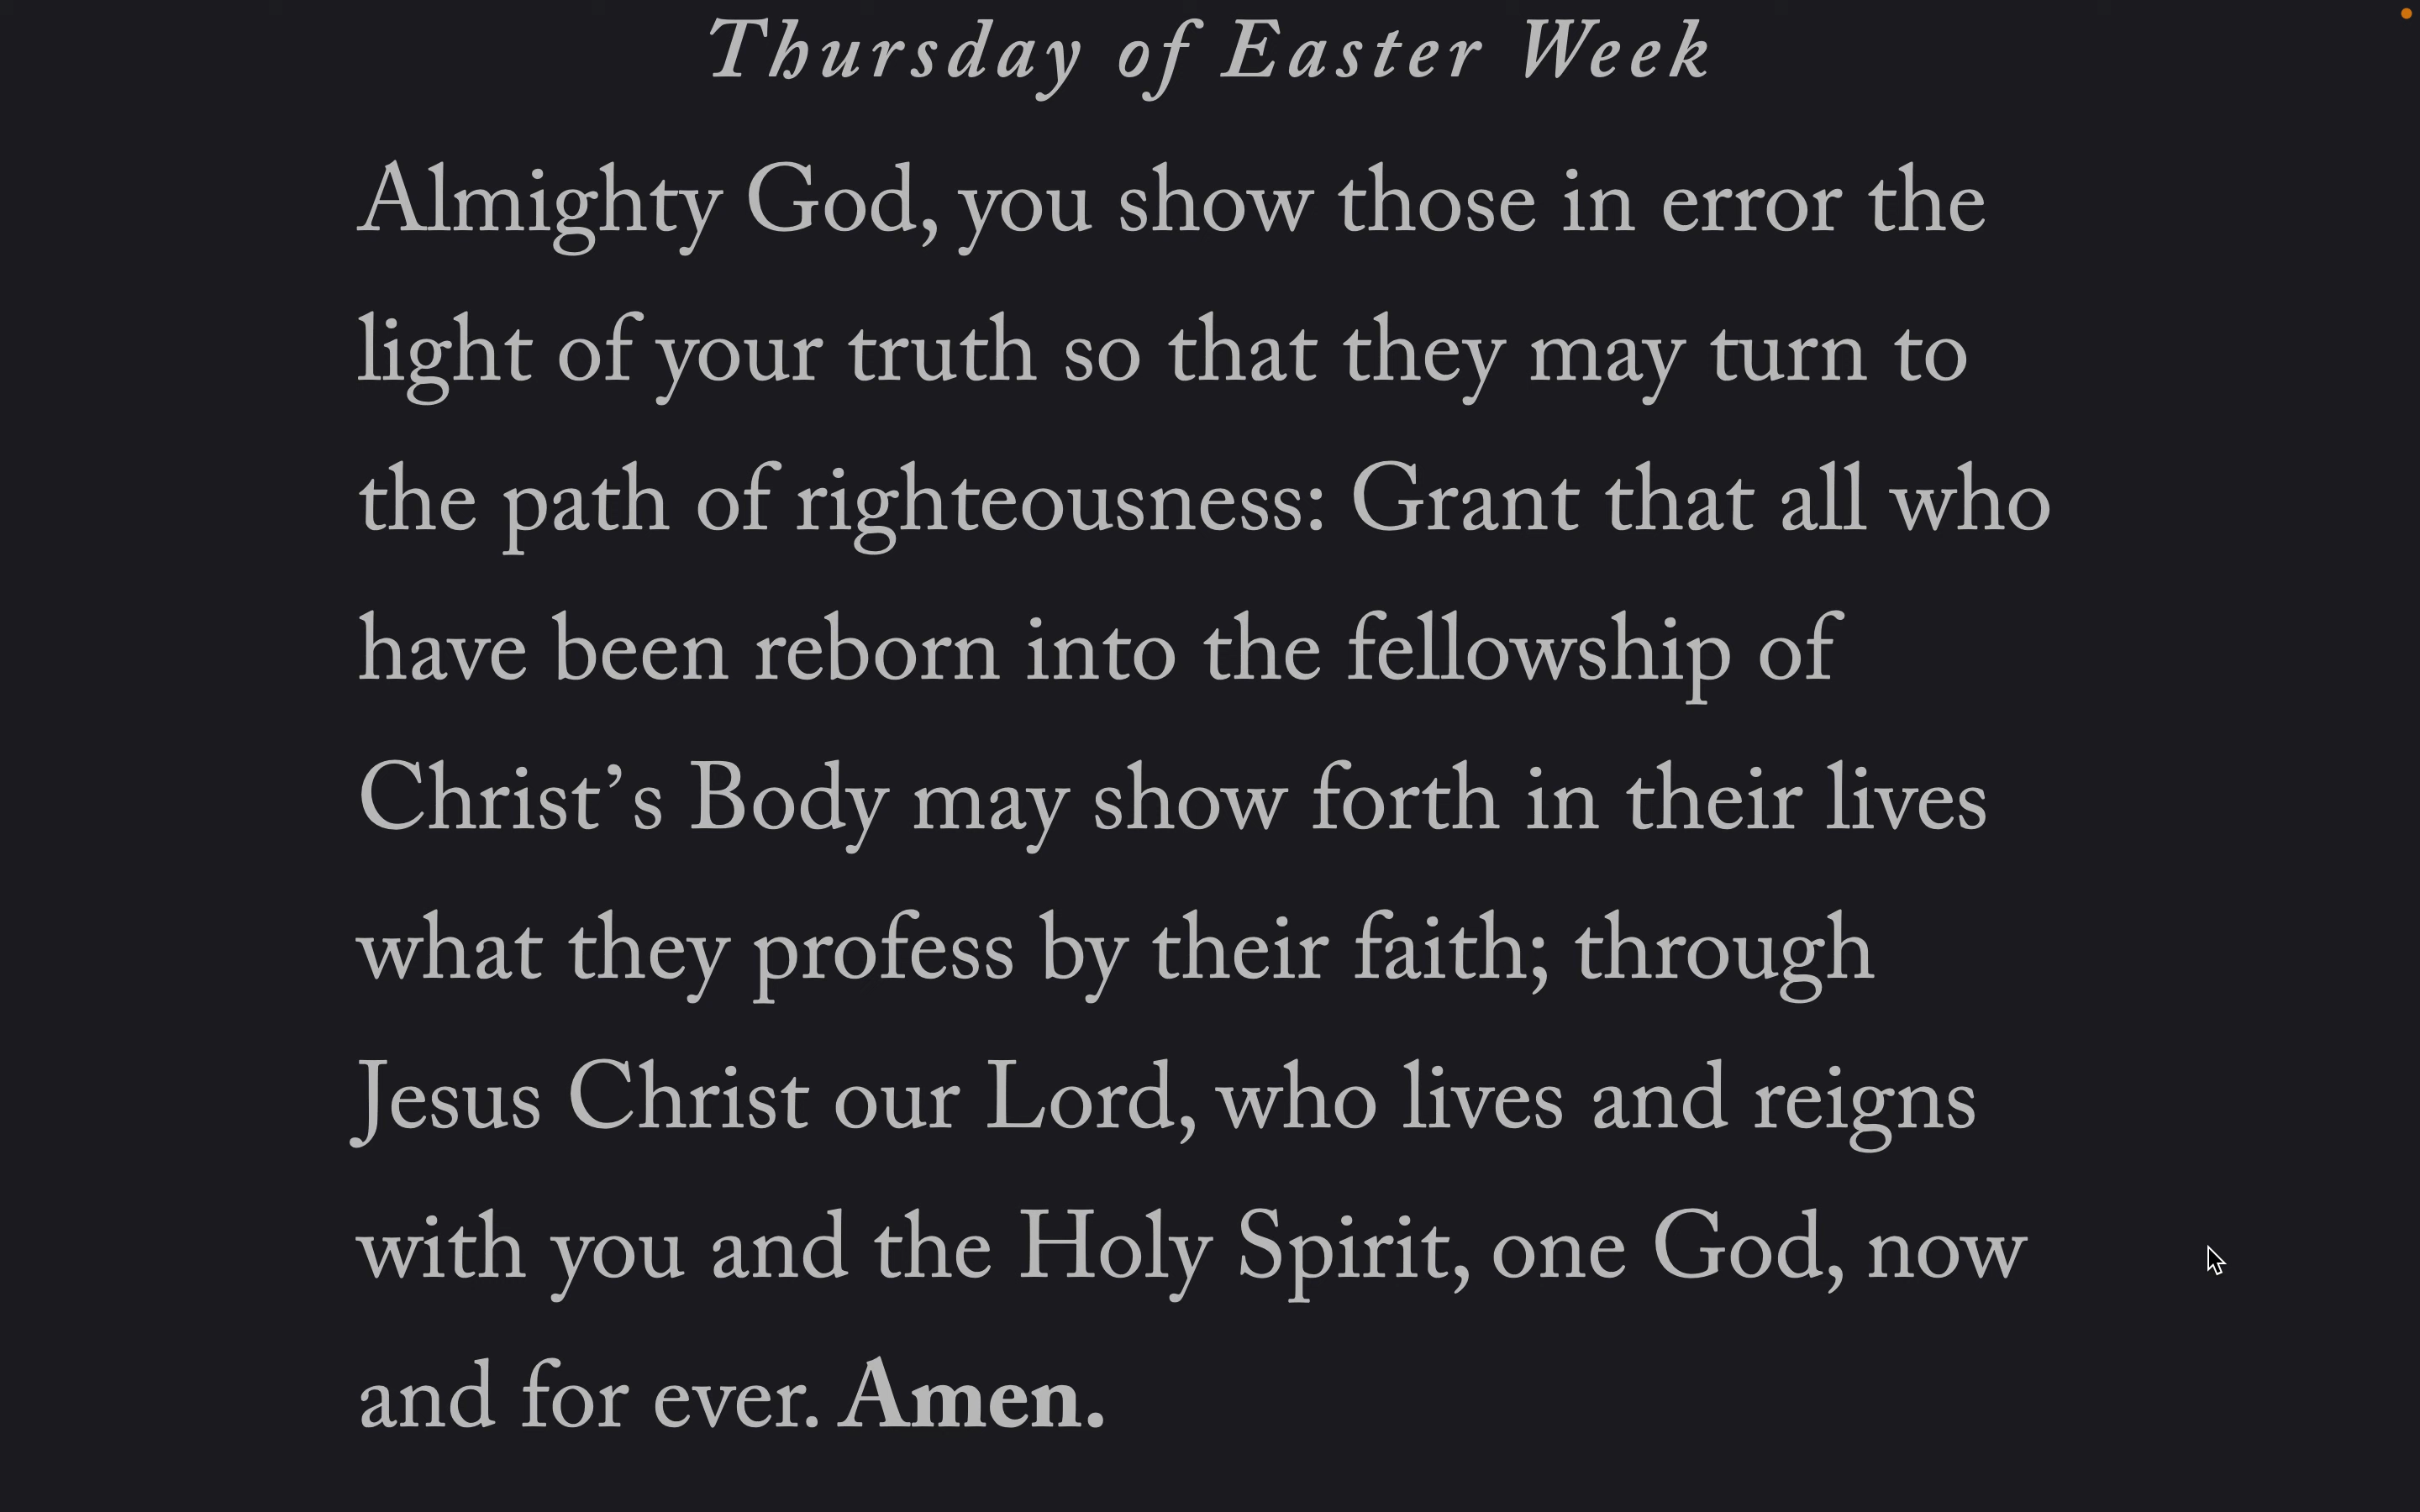 Thursday of Easter Week
Almighty God, you show those in error the
light of your truth so that they may turn to
the path of righteousness: Grant that all who
have been reborn into the fellowship of
Christ’s Body may show forth in their lives
what they profess by their faith; through
Jesus Christ our Lord, who lives and reigns
with you and the Holy Spirit, one God, now
and for ever. Amen.